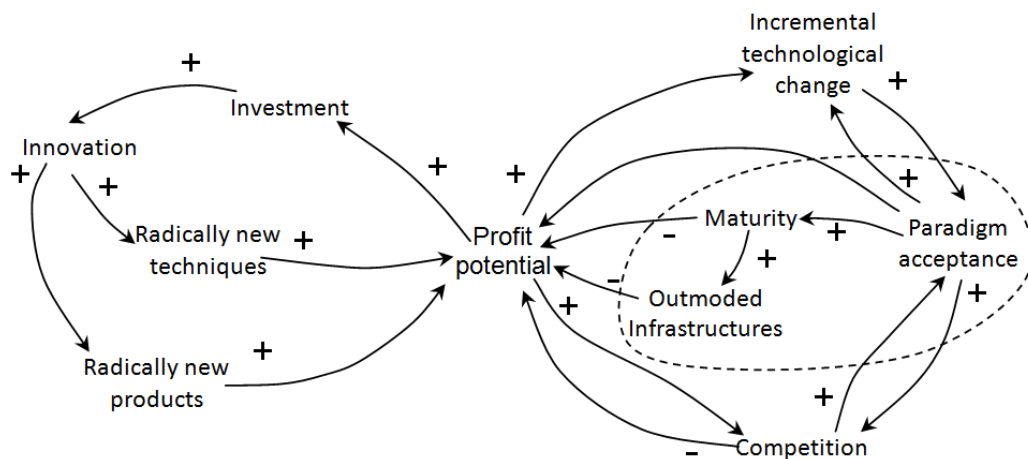 Incremental
technological
change
+
+
Investment
Innovation
+
+
+
+
+
Radically new
techniques
+
Profit
potential
Maturity
-
+
Paradigm
acceptance
+
-
Outmoded
Infrastructures
+
+
Radically new
products
+
+
Competition
-